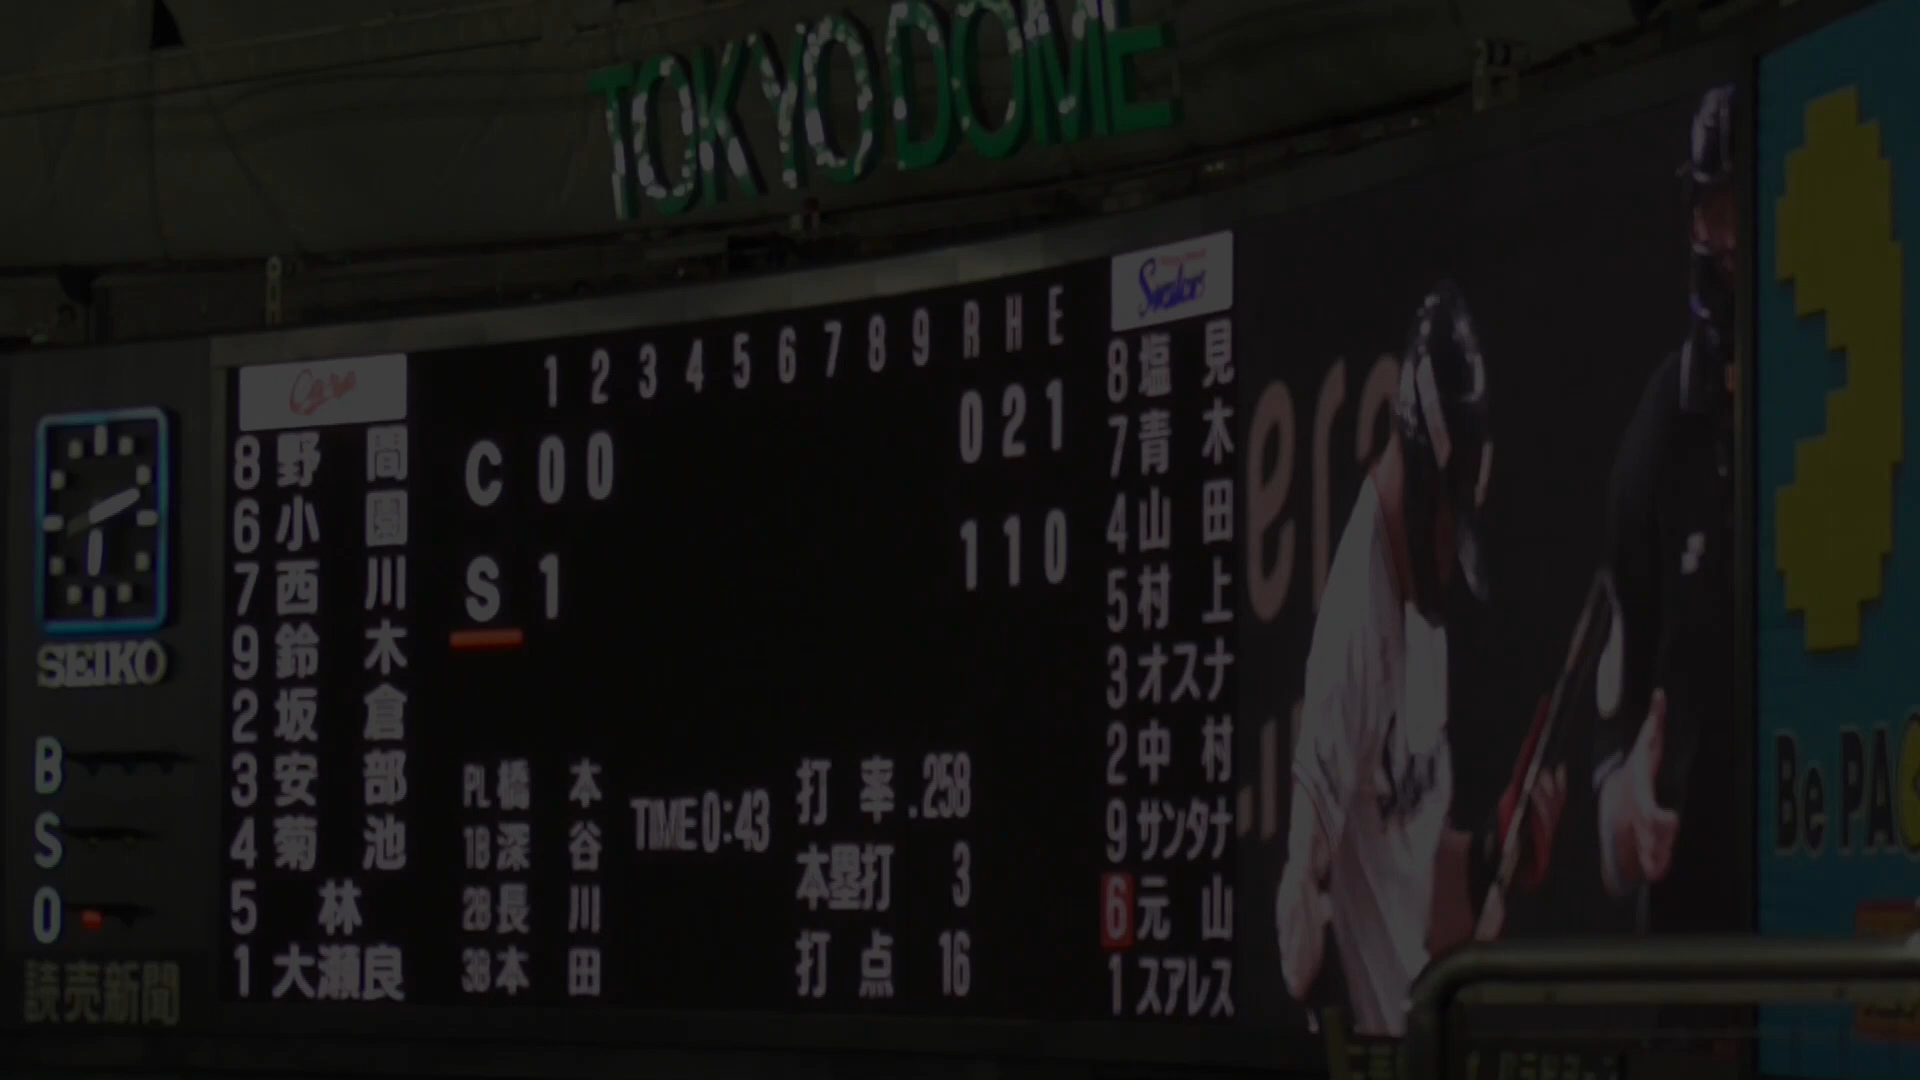 TOKYO DOME
Carp
Swallows
1 2 3 4 5 6 7 8 9 R H E
C 0 0 0 2 1
S 1 1 1 0
8 野間
6 小園
7 西川
9 鈴木
2 坂倉
3 安部
4 菊池
5 林
1 大瀬良
SEIKO
B
S
O
読売新聞
PL 橋本
1B 深谷
2B 長川
3B 本田
TIME 0:43
打率 .258
本塁打 3
打点 16
8 塩見
7 青木
4 山田
5 村上
3 オスナ
2 中村
9 サンタナ
6 元山
1 スアレス
Be PAC